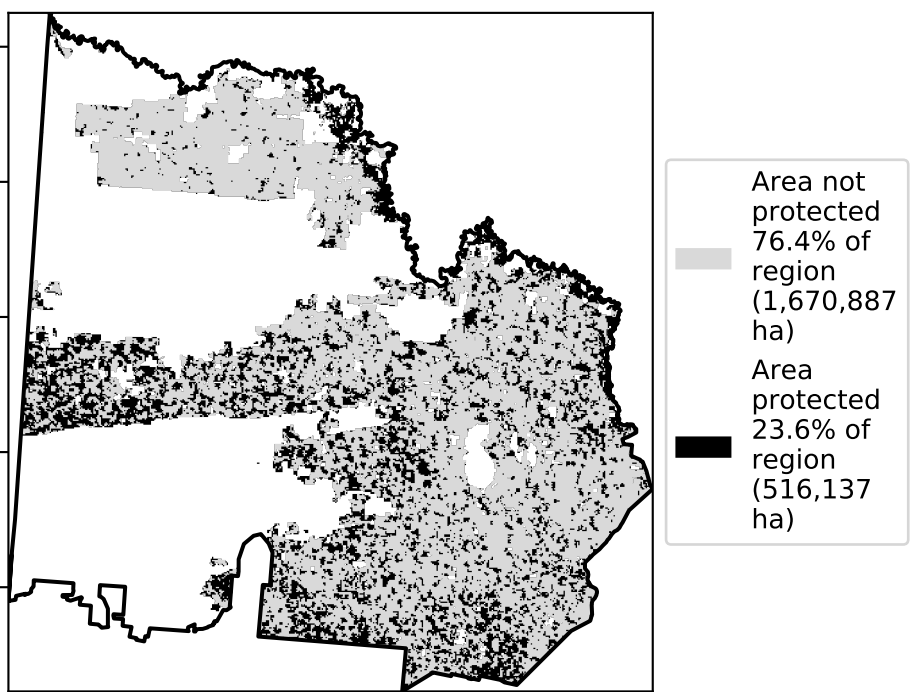 Area not
protected
76.4% of
region
(1,670,887
ha)
Area
protected
23.6% of
region
(516,137
ha)